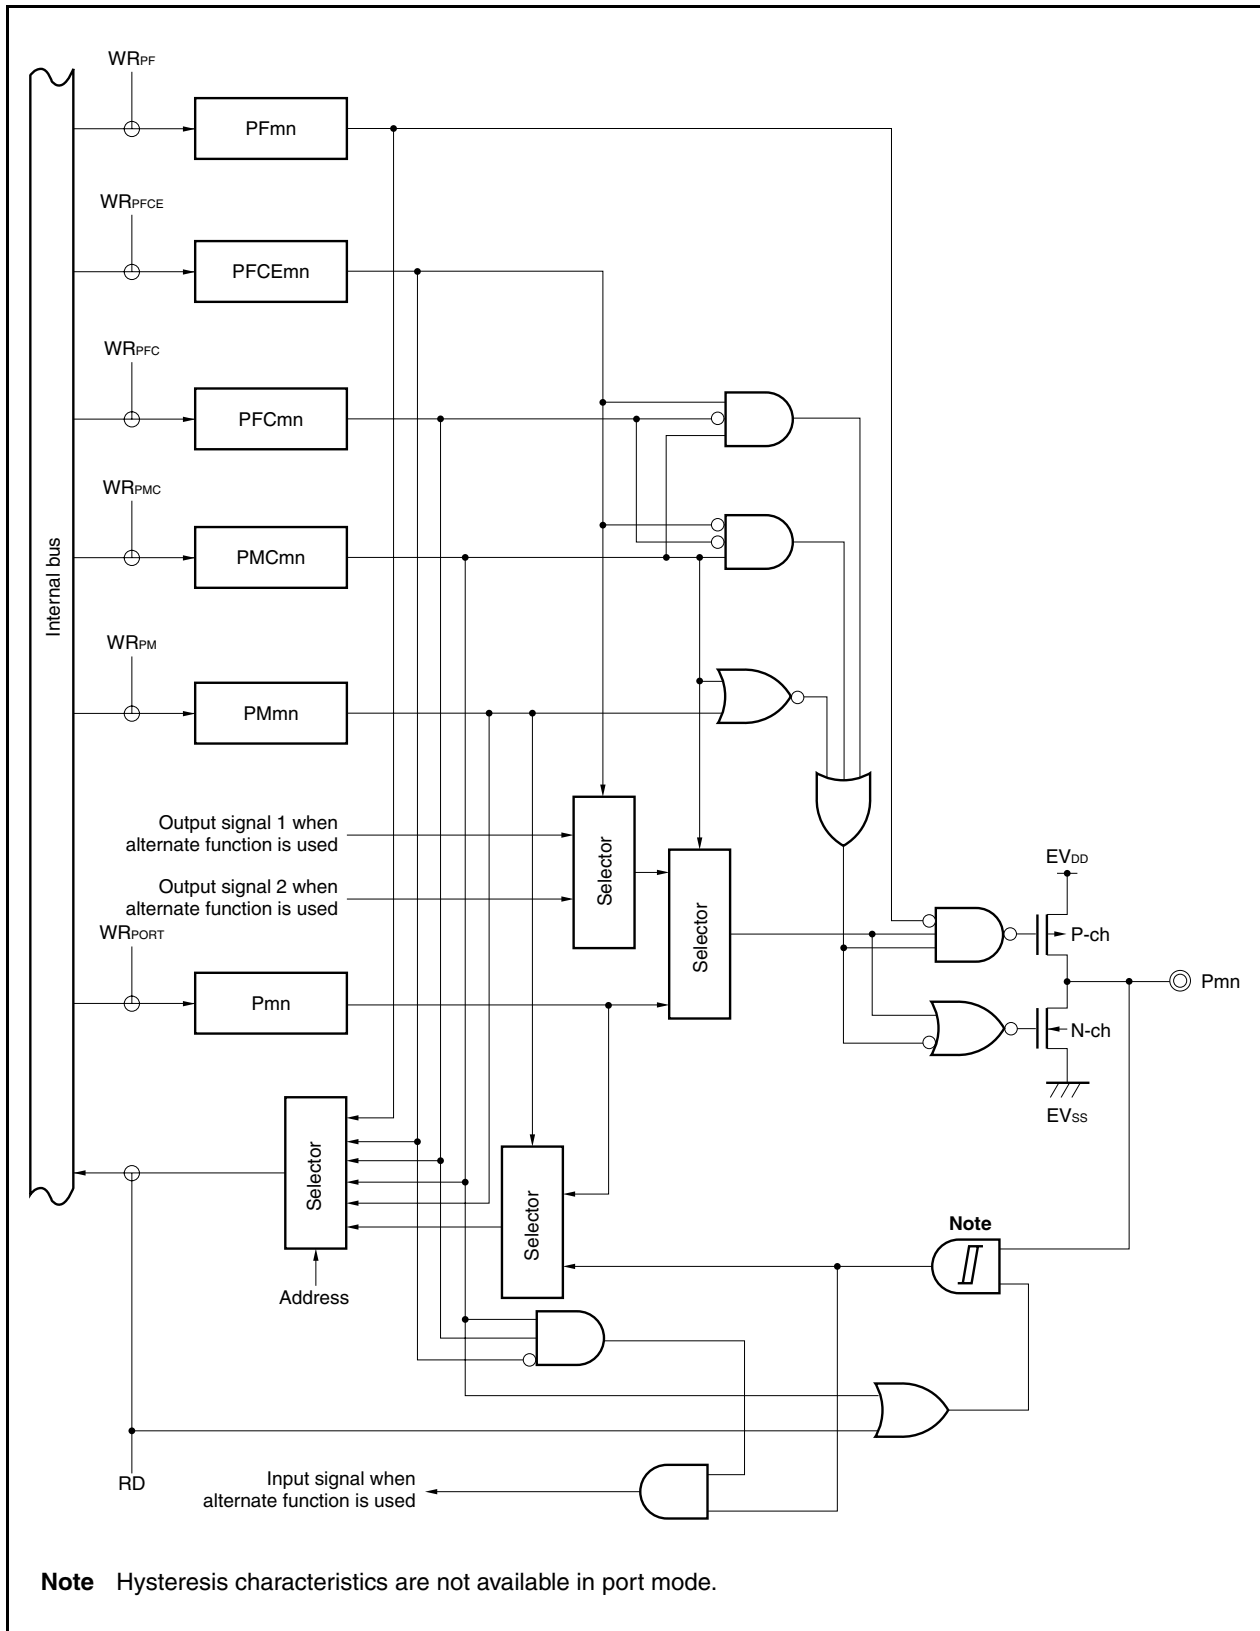 WRPF
PFmn
WRPFCE
PFCEmn
WRPFC
PFCmn
WRPMC
PMCmn
Internal bus
WRPM
PMmn
Output signal 1 when
alternate function is used
Output signal 2 when
alternate function is used
Selector
Selector
WRPORT
Pmn
EVDD
P-ch
Pmn
N-ch
EVSS
Selector
Selector
Address
Note
RD
Input signal when
alternate function is used
Note Hysteresis characteristics are not available in port mode.